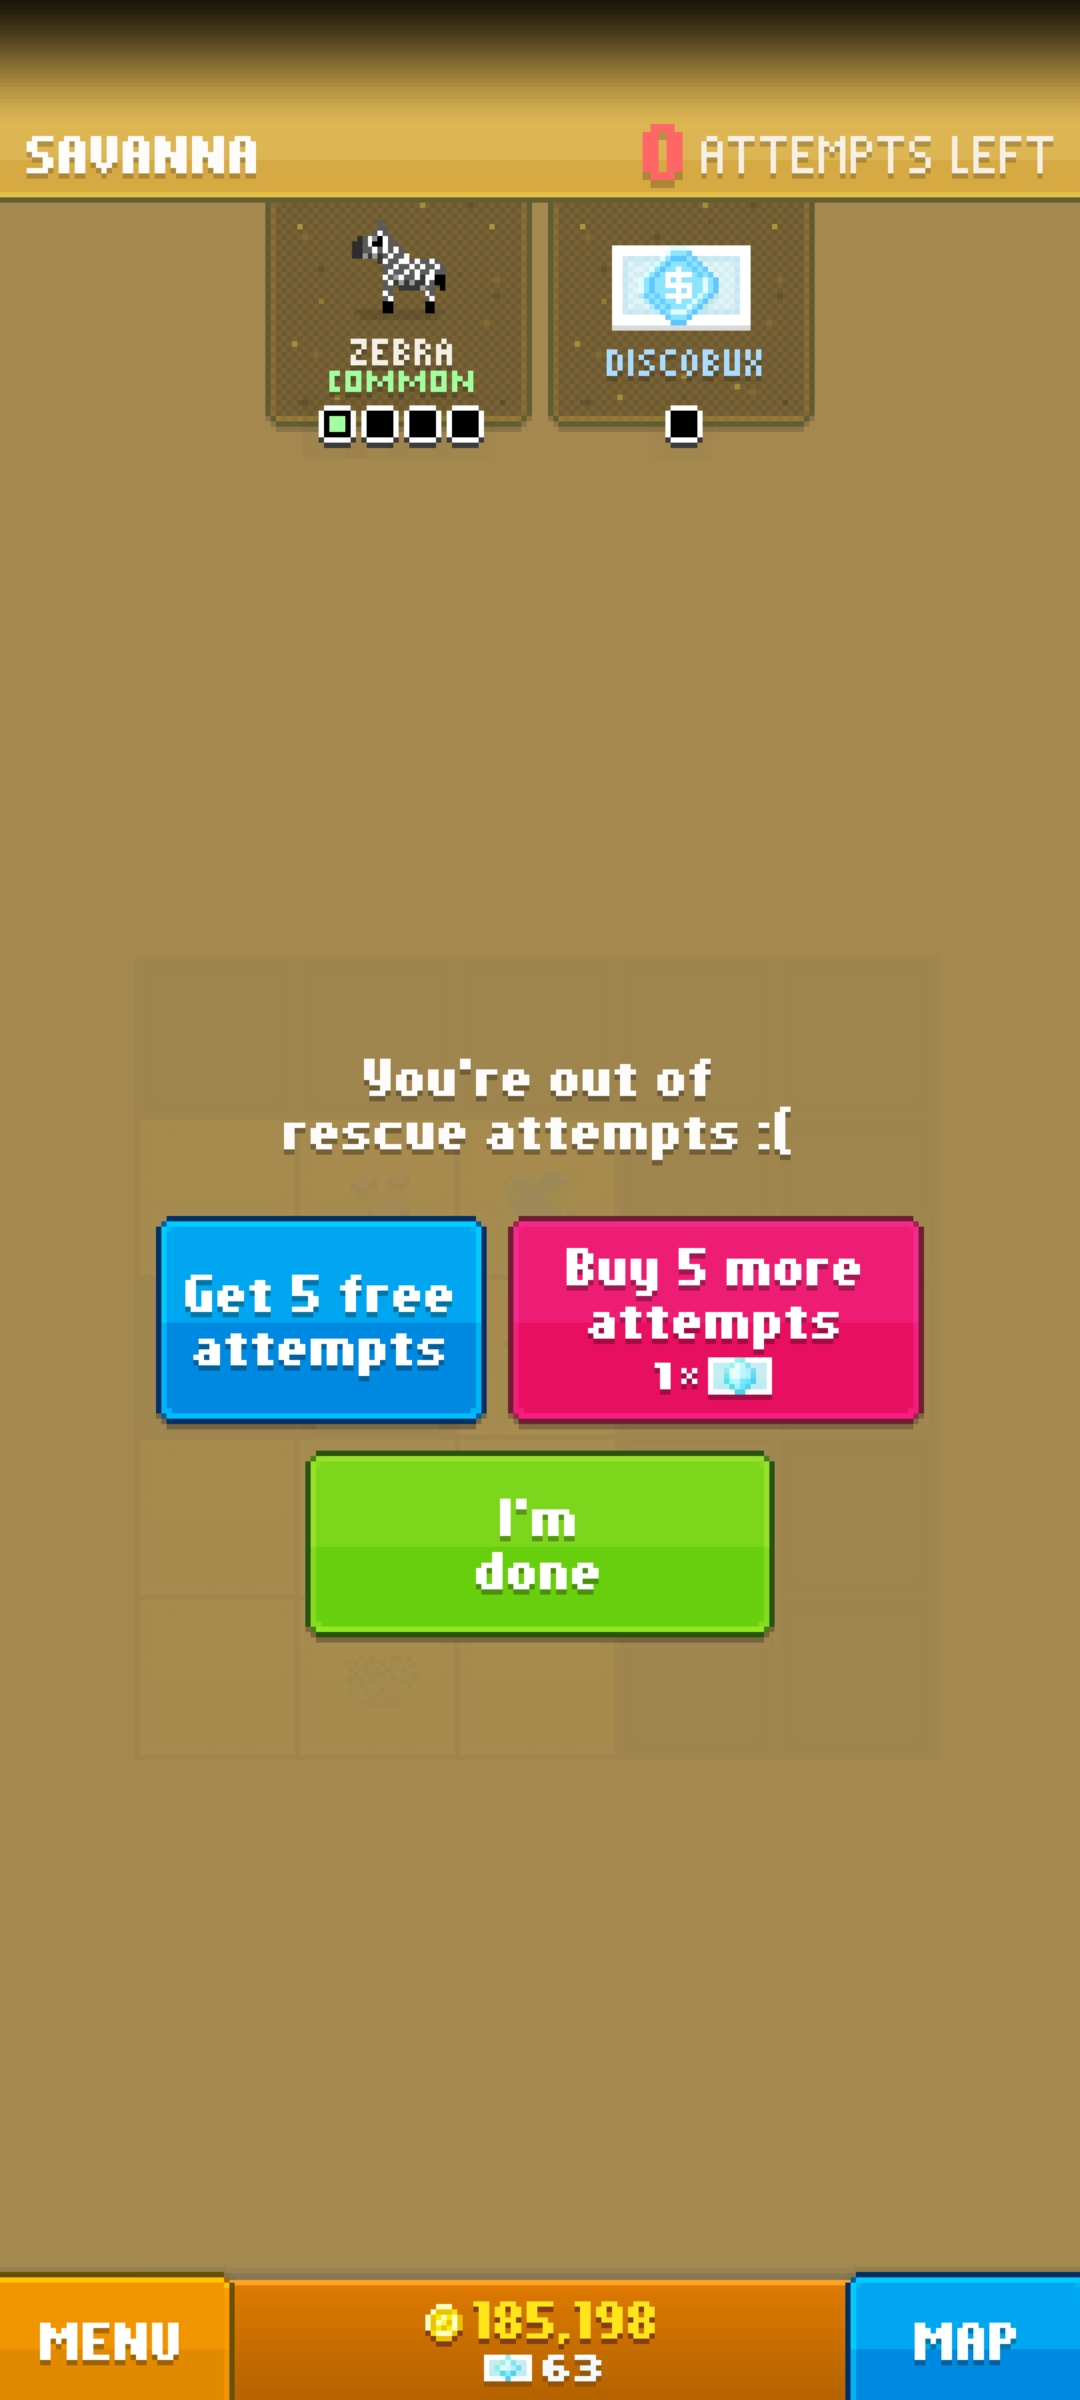 SAVANNA
0 ATTEMPTS LEFT
ZEBRA
COMMON
$
DISCOBUX
You're out of
rescue attempts :(
Get 5 free
attempts
Buy 5 more
attempts
1×
I'm
done
MENU
185,198
63
MAP